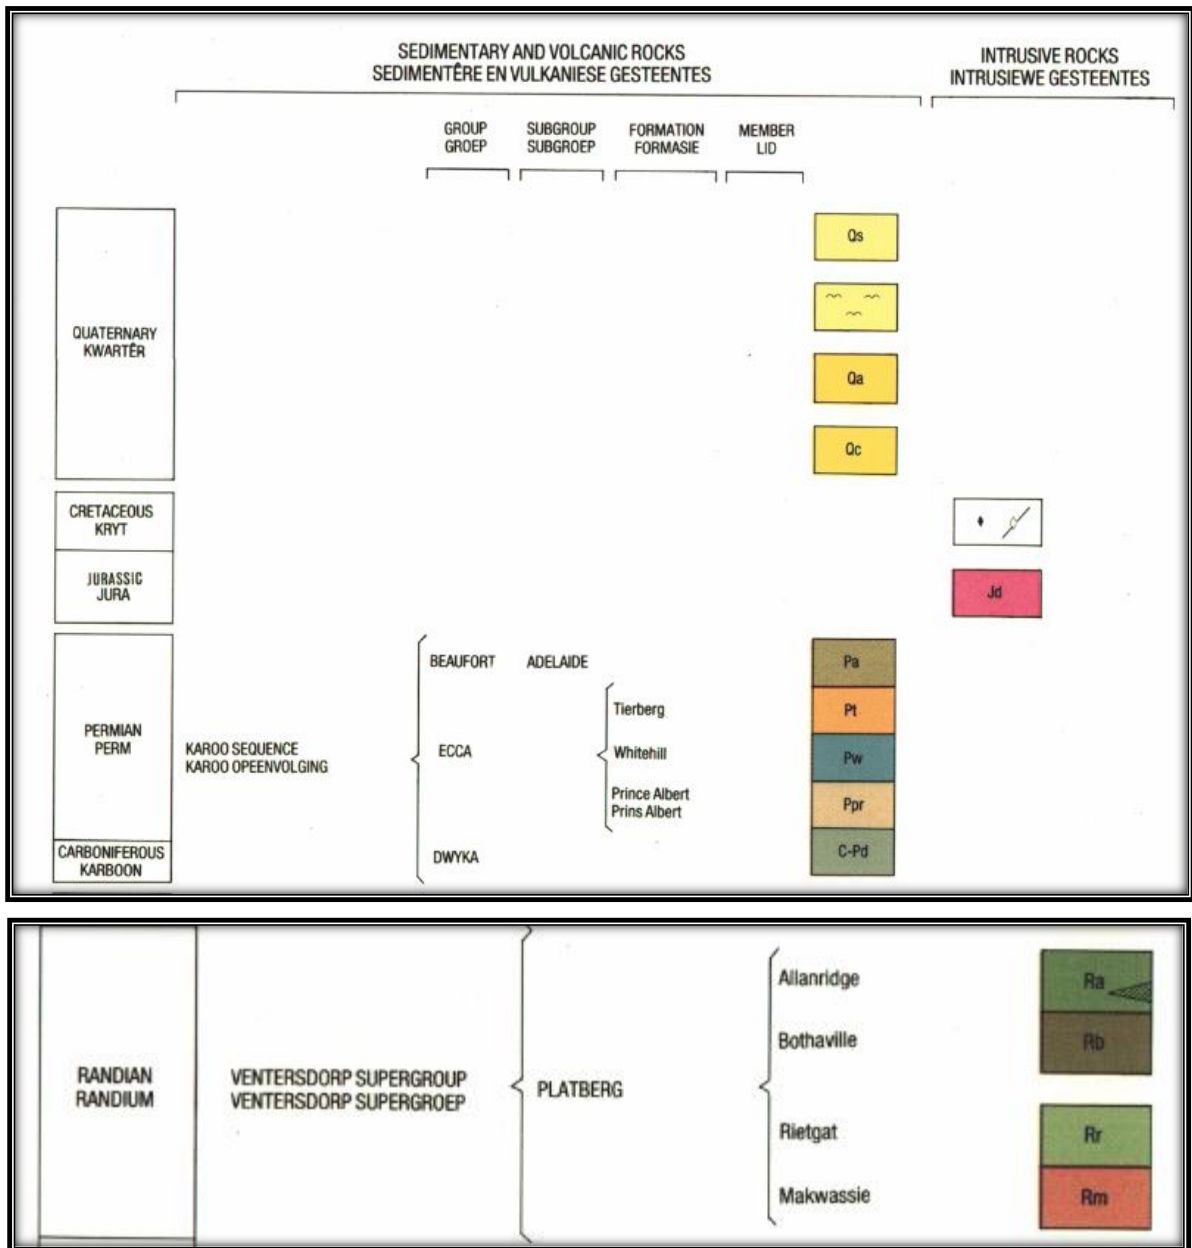 SEDIMENTARY AND VOLCANIC ROCKS
SEDIMENTÊRE EN VULKANIESE GESTEENTES
INTRUSIVE ROCKS
INTRUSIEWE GESTEENTES
GROUP
GROEP
SUBGROUP
SUBGROEP
FORMATION
FORMASIE
MEMBER
LID
QUATERNARY
KWARTÊR
Qs
Qa
Qc
CRETACEOUS
KRYT
JURASSIC
JURA
Jd
PERMIAN
PERM
CARBONIFEROUS
KARBOON
KAROO SEQUENCE
KAROO OPEENVOLGING
BEAUFORT
ADELAIDE
Pa
Tierberg
Pt
ECCA
Whitehill
Pw
Prince Albert
Prins Albert
Ppr
DWYKA
C-Pd
RANDIAN
RANDIUM
VENTERSDORP SUPERGROUP
VENTERSDORP SUPERGROEP
PLATBERG
Allanridge
Ra
Bothaville
Rb
Rietgat
Rr
Makwassie
Rm